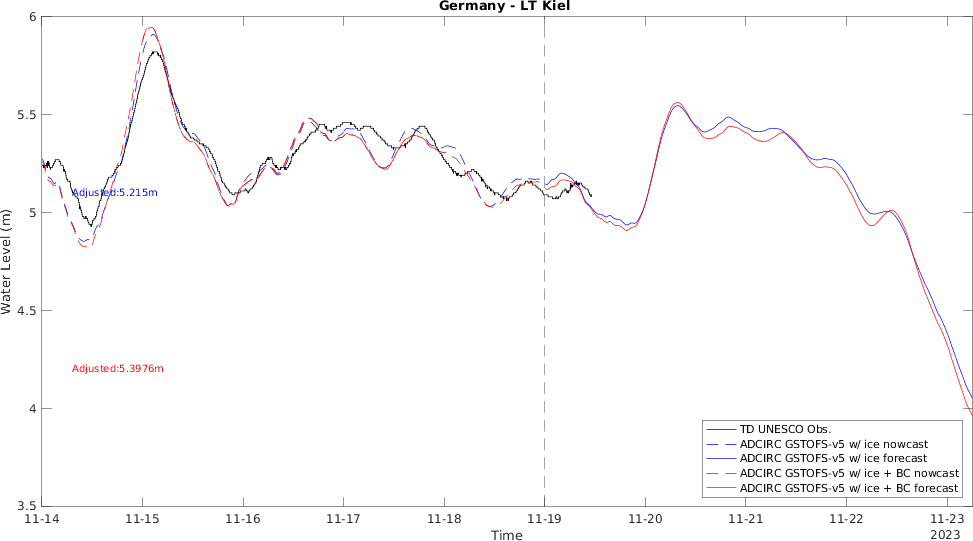 Germany - LT Kiel
6
5.5
5
4.5
4
3.5
Water Level (m)
Adjusted:5.215m
Adjusted:5.3976m
TD UNESCO Obs.
ADCIRC GSTOFS-v5 w/ ice nowcast
ADCIRC GSTOFS-v5 w/ ice forecast
ADCIRC GSTOFS-v5 w/ ice + BC nowcast
ADCIRC GSTOFS-v5 w/ ice + BC forecast
11-14 11-15 11-16 11-17 11-18 11-19 11-20 11-21 11-22 11-23
Time
2023